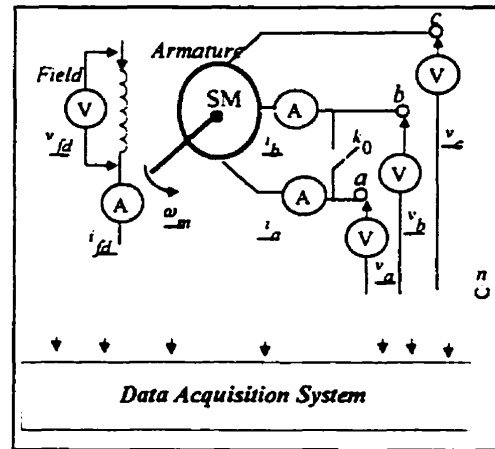 c
Armature
Field
V
SM
A
b
V
v_fd
i_b
k_0
V
v_c
a
A
A
v_b
ω_m
V
i_fd
i_a
v_a
n
Data Acquisition System